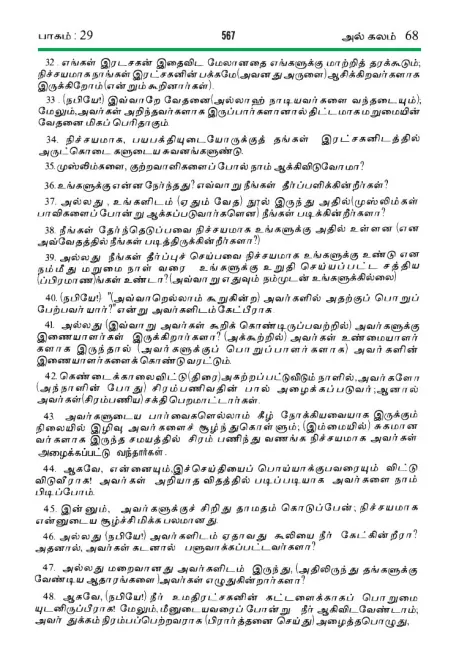 பாகம் : 29 567 அல் கலம் 68
32. எங்கள் இரட்சகன் இதைவிட மேலானதை எங்களுக்கு மாற்றித் தரக்கூடும்;
நிச்சயமாக நாங்கள் இரட்சகனின் பக்கமே (அவனது அருளை) ஆசிக்கிறவர்களாக
இருக்கிறோம் (என்றும் கூறினார்கள்).
33. (நபியே!) இவ்வாறே வேதனை (அல்லாஹ் நாடியவர்களை வந்தடையும்);
மேலும், அவர்கள் அறிந்தவர்களாக இருப்பார்களானால் திட்டமாக மறுமையின்
வேதனை மிகப் பெரிதாகும்.
34. நிச்சயமாக, பயபக்தியுடையோருக்குத் தங்கள் இரட்சகனிடத்தில்
அருட்கொடைகளுடைய சுவனங்களுண்டு.
35. முஸ்லிம்களை, குற்றவாளிகளைப் போல் நாம் ஆக்கிவிடுவோமா?
36. உங்களுக்கு என்ன நேர்ந்தது? எவ்வாறு நீங்கள் தீர்ப்பளிக்கின்றீர்கள்?
37. அல்லது, உங்களிடம் (ஏதும் வேத) நூல் இருந்து அதில் (முஸ்லிம்கள்
பாவிகளைப் போன்று ஆக்கப்படுவார்களென) நீங்கள் படிக்கின்றீர்களா?
38. நீங்கள் தேர்ந்தெடுப்பவை நிச்சயமாக உங்களுக்கு அதில் உள்ளன (என
அவ்வேதத்தில் நீங்கள் படித்திருக்கின்றீர்களா?)
39. அல்லது நீங்கள் தீர்ப்புச் செய்பவை நிச்சயமாக உங்களுக்கு உண்டு என
நம்மீது மறுமை நாள் வரை உங்களுக்கு உறுதி செய்யப்பட்ட சத்திய
(ப்பிரமாண)ங்கள் உண்டா? (அவ்வாறு எதுவும் நம்முடன் உங்களுக்கில்லை)
40. (நபியே!) "(அவ்வாறெல்லாம் கூறுகின்ற) அவர்களில் அதற்குப் பொறுப்
பேற்பவர் யார்?" என்று அவர்களிடம் கேட்பீராக
41. அல்லது (இவ்வாறு அவர்கள் கூறிக் கொண்டிருப்பவற்றில்) அவர்களுக்கு
இணையாளர்கள் இருக்கிறார்களா? (அக்கூற்றில்) அவர்கள் உண்மையாளர்
களாக இருந்தால் (அவர்களுக்குப் பொறுப்பாளர்களாக) அவர்களின்
இணையாளர்களைக் கொண்டு வரட்டும்.
42. கெண்டைக்காலை விட்டு (திரை) அகற்றப்பட்டுவிடும் நாளில், அவர்களோ
(அந்நாளின் போது) சிரம்பணிவதின் பால் அழைக்கப்படுவர்; ஆனால்
அவர்கள் (சிரம்பணிய) சக்தி பெறமாட்டார்கள்.
43. அவர்களுடைய பார்வைகளெல்லாம் கீழ் நோக்கியவையாக இருக்கும்
நிலையில் இழிவு அவர்களைச் சூழ்ந்து கொள்ளும்; (இம்மையில்) சுகமான
வர்களாக இருந்த சமயத்தில் சிரம் பணிந்து வணங்க நிச்சயமாக அவர்கள்
அழைக்கப்பட்டு வந்தார்கள்.
44. ஆகவே, என்னையும், இச்செய்தியைப் பொய்யாக்குபவரையும் விட்டு
விடுவீராக! அவர்கள் அறியாத விதத்தில் படிப்படியாக அவர்களை நாம்
பிடிப்போம்.
45. இன்னும், அவர்களுக்குச் சிறிது தாமதம் கொடுப்பேன்; நிச்சயமாக
என்னுடைய சூழ்ச்சி மிக்க பலமானது.
46. அல்லது (நபியே!) அவர்களிடம் ஏதாவது கூலியை நீர் கேட்கின்றீரா?
அதனால், அவர்கள் கடனால் பளுவாக்கப்பட்டவர்களா?
47. அல்லது மறைவானது அவர்களிடம் இருந்து, (அதிலிருந்து தங்களுக்கு
வேண்டிய ஆதாரங்களை) அவர்கள் எழுதுகின்றார்களா?
48. ஆகவே, (நபியே!) நீர் உமதிரட்சகனின் கட்டளைக்காகப் பொறுமை
யுடனிருப்பீராக! மேலும், மீனுடையவரைப் போன்று நீர் ஆகிவிட வேண்டாம்;
அவர் துக்கம் நிரம்பப்பெற்றவராக (பிரார்த்தனை செய்து) அழைத்தபொழுது,